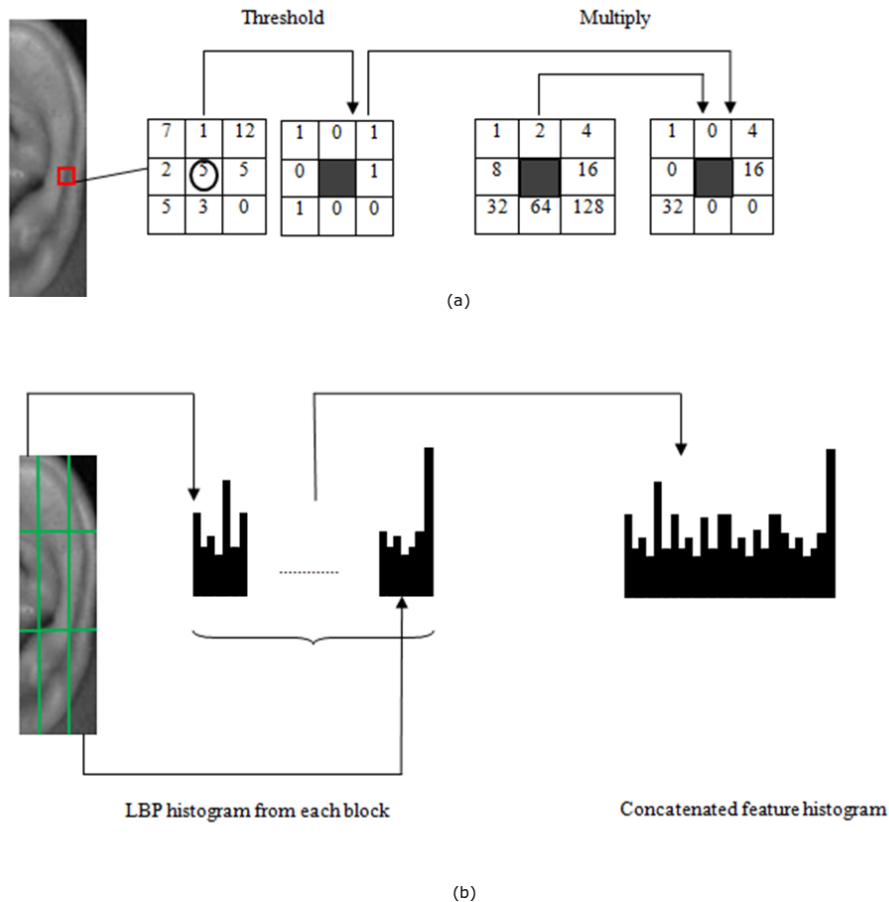 Threshold Multiply
7 1 12 1 0 1 1 2 4 1 0 4
2 5 5 0 1 8 16 0 16
5 3 0 1 0 0 32 64 128 32 0 0
(a)
LBP histogram from each block Concatenated feature histogram
(b)